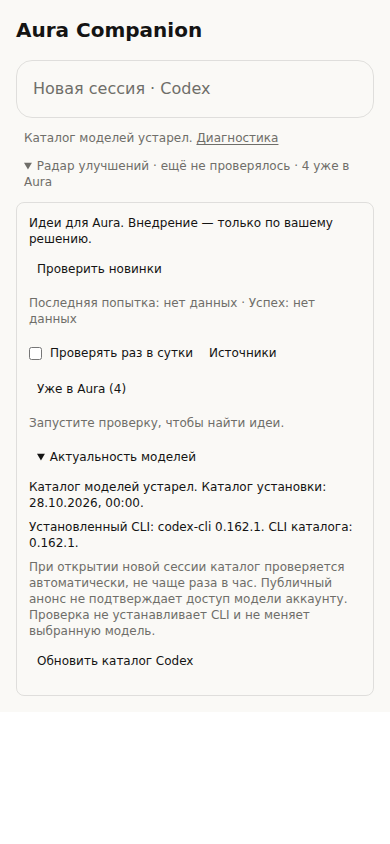 Aura Companion
Новая сессия · Codex
Каталог моделей устарел. Диагностика
▼ Радар улучшений · ещё не проверялось · 4 уже в
Aura
Идеи для Aura. Внедрение — только по вашему
решению.
Проверить новинки
Последняя попытка: нет данных · Успех: нет
данных
Проверять раз в сутки Источники
Уже в Aura (4)
Запустите проверку, чтобы найти идеи.
▼ Актуальность моделей
Каталог моделей устарел. Каталог установки:
28.10.2026, 00:00.
Установленный CLI: codex-cli 0.162.1. CLI каталога:
0.162.1.
При открытии новой сессии каталог проверяется
автоматически, не чаще раза в час. Публичный
анонс не подтверждает доступ модели аккаунту.
Проверка не устанавливает CLI и не меняет
выбранную модель.
Обновить каталог Codex